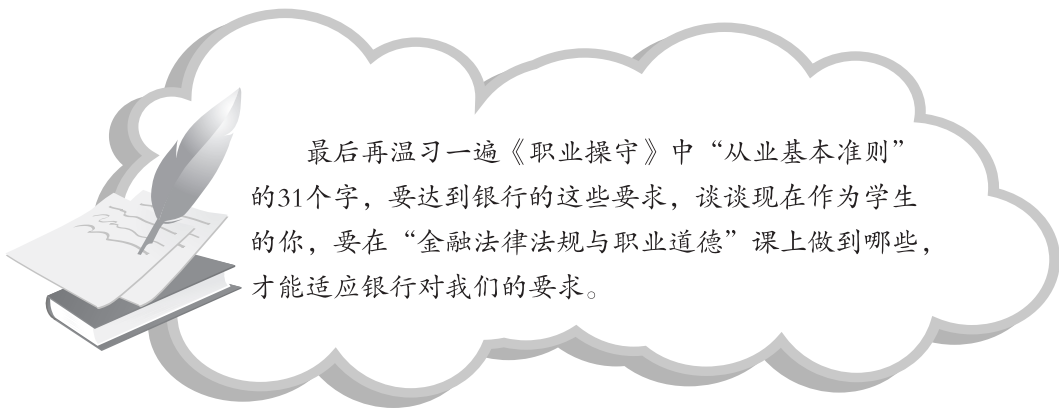 最后再温习一遍《职业操守》中“从业基本准则”
的31个字，要达到银行的这些要求，谈谈现在作为学生
的你，要在“金融法律法规与职业道德”课上做到哪些，
才能适应银行对我们的要求。